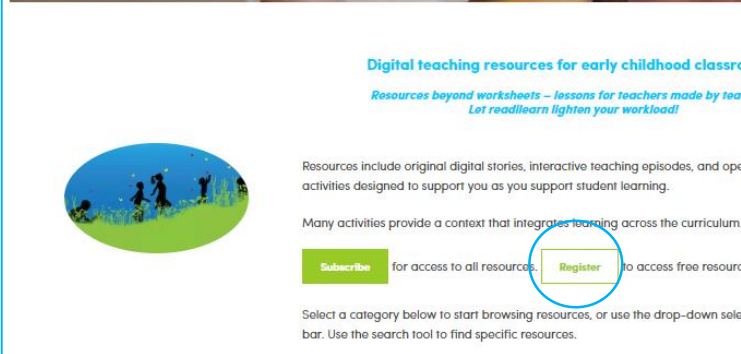 Digital teaching resources for early childhood classro
Resources beyond worksheets – lessons for teachers made by tea
Let readilearn lighten your workload!
Resources include original digital stories, interactive teaching episodes, and ope
activities designed to support you as you support student learning.
Many activities provide a context that integrates learning across the curriculum
Subscribe for access to all resources. Register to access free resourc
Select a category below to start browsing resources, or use the drop-down sele
bar. Use the search tool to find specific resources.